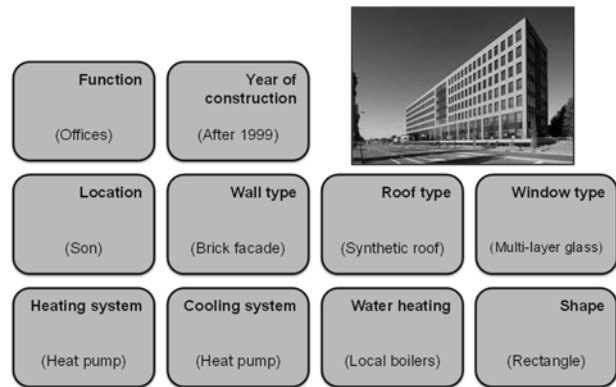 Function
(Offices)
Year of
construction
(After 1999)
Location
(Son)
Wall type
(Brick facade)
Roof type
(Synthetic roof)
Window type
(Multi-layer glass)
Heating system
(Heat pump)
Cooling system
(Heat pump)
Water heating
(Local boilers)
Shape
(Rectangle)